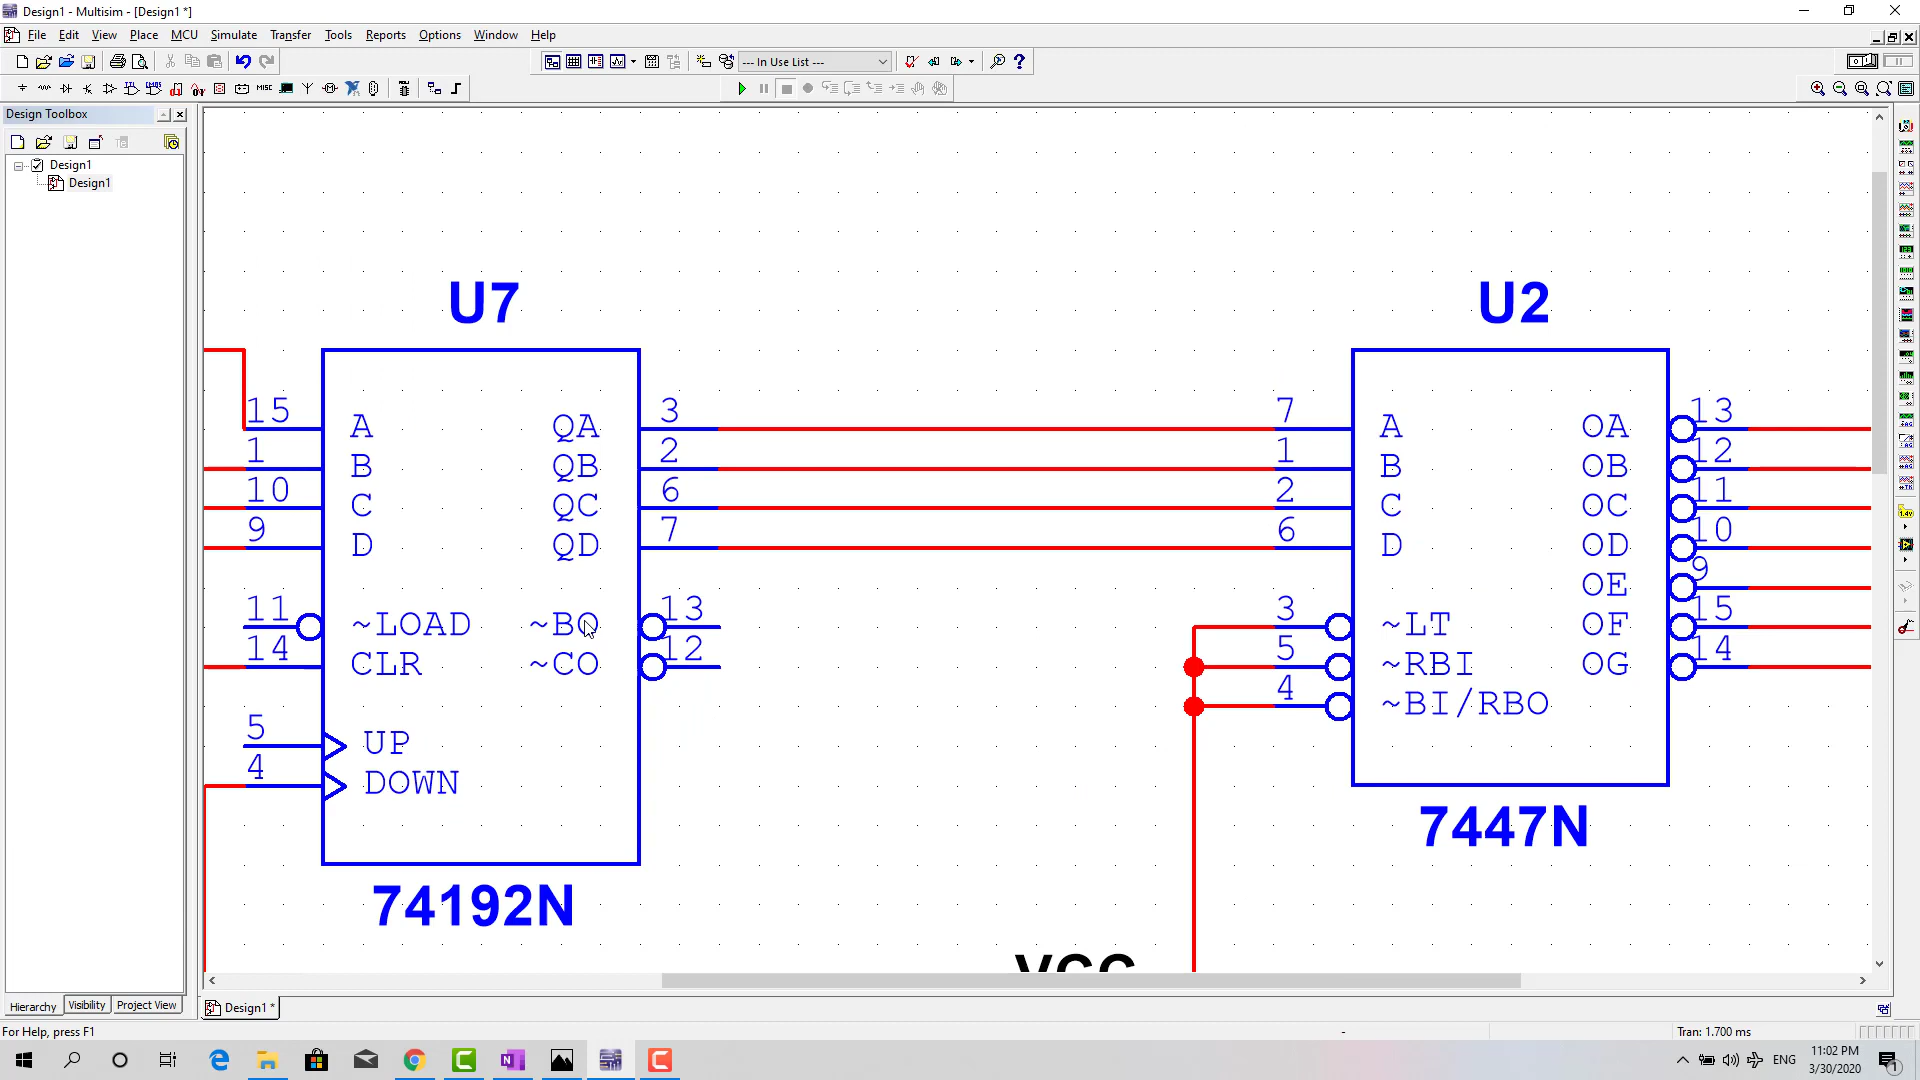 Design1 - Multisim - [Design1 *]
File Edit View Place MCU Simulate Transfer Tools Reports Options Window Help
--- In Use List ---
Design Toolbox
Design1
Design1
U7
U2
15 A QA 3
1 B QB 2
10 C QC 6
9 D QD 7
11 ~LOAD ~BO 13
14 CLR ~CO 12
5 UP
4 DOWN
74192N
7 A OA 13
1 B OB 12
2 C OC 11
6 D OD 10
OE 9
3 ~LT OF 15
5 ~RBI OG 14
4 ~BI/RBO
7447N
VCC
Hierarchy Visibility Project View
Design1 *
For Help, press F1
-
Tran: 1.700 ms
ENG
11:02 PM
3/30/2020